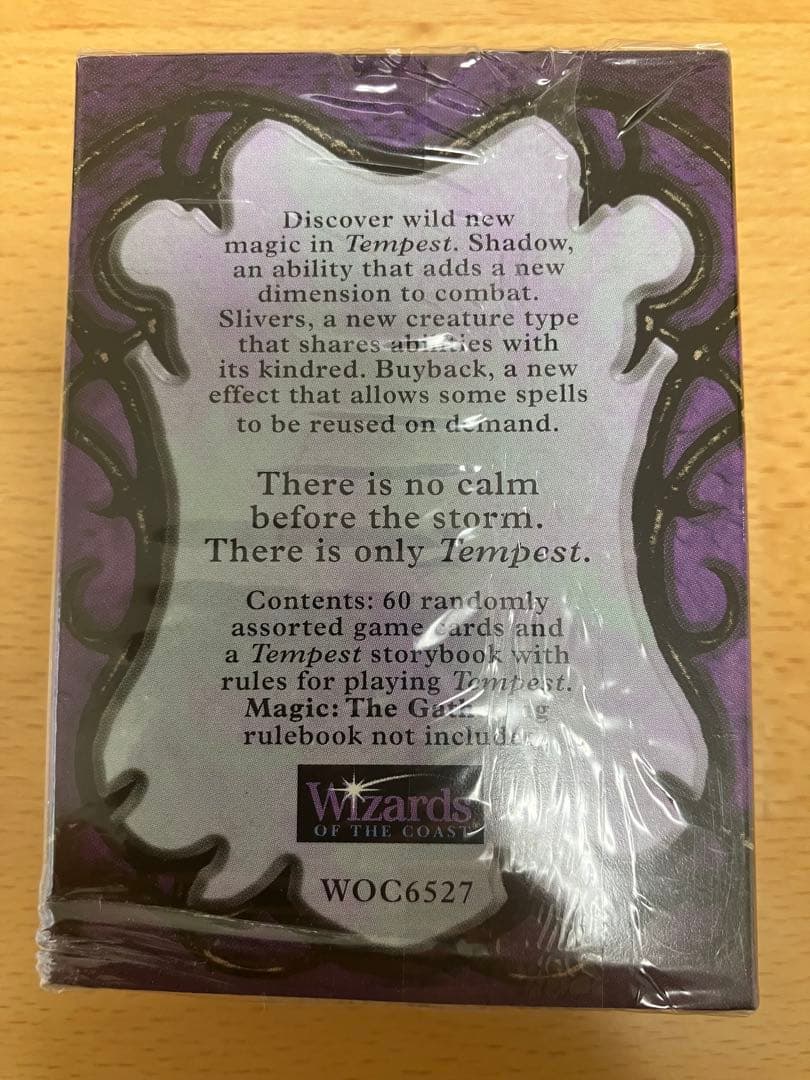 Discover wild new
magic in Tempest. Shadow,
an ability that adds a new
dimension to combat.
Slivers, a new creature type
that shares abilities with
its kindred. Buyback, a new
effect that allows some spells
to be reused on demand.
There is no calm
before the storm.
There is only Tempest.
Contents: 60 randomly
assorted game cards and
a Tempest storybook with
rules for playing Tempest.
Magic: The Gathering
rulebook not included.
Wizards
OF THE COAST
WOC6527